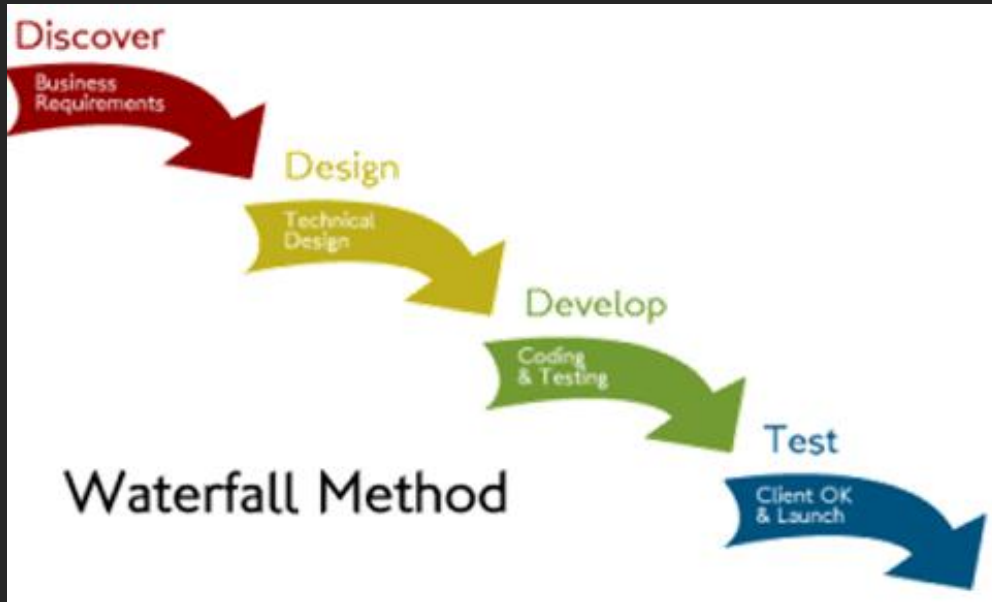 Discover
Business
Requirements
Design
Technical
Design
Develop
Coding
& Testing
Test
Client OK
& Launch
Waterfall Method